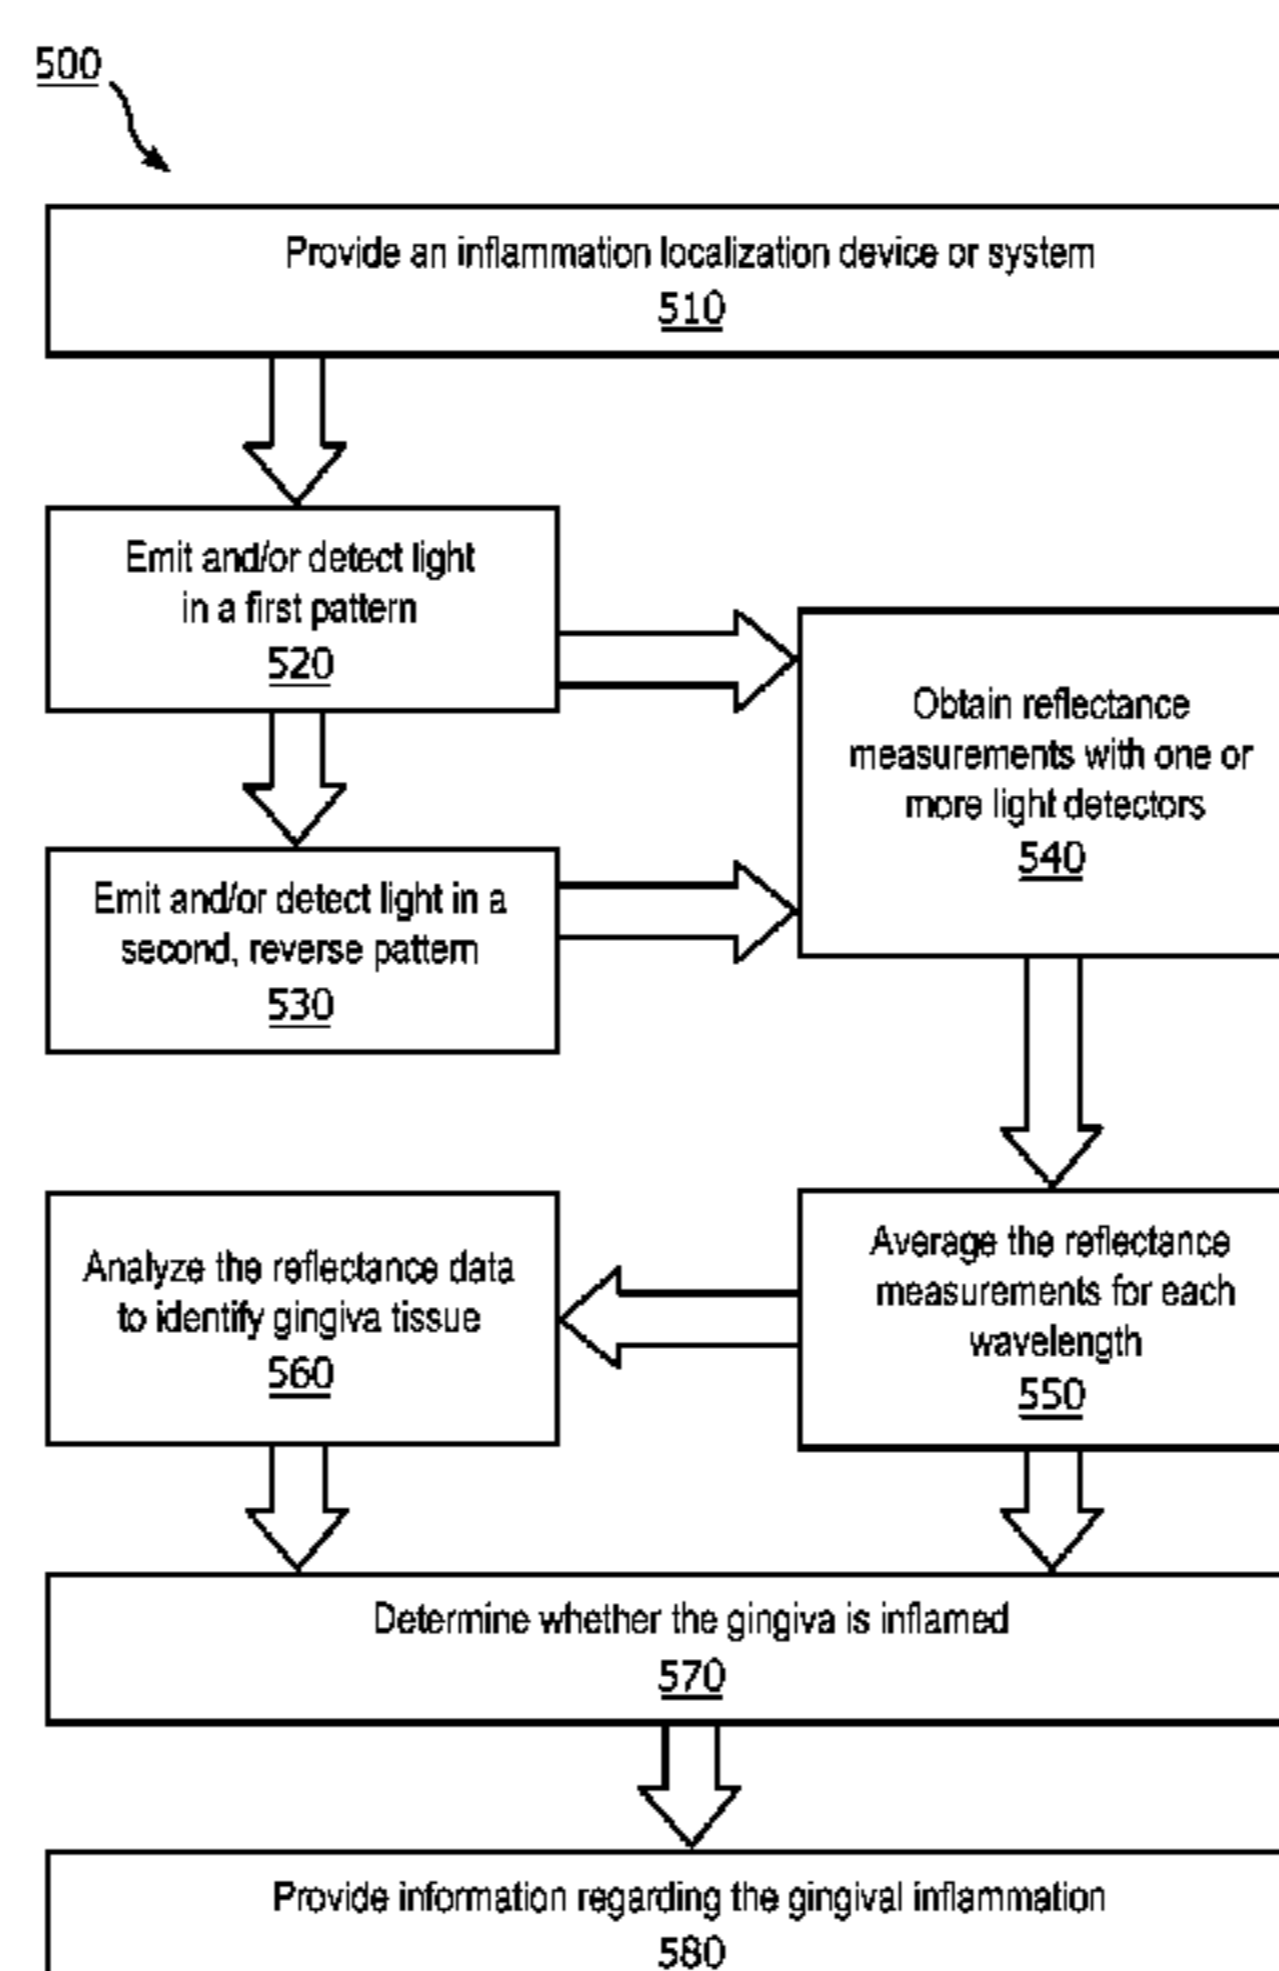 500
Provide an inflammation localization device or system
510
Emit and/or detect light
in a first pattern
520
Emit and/or detect light in a
second, reverse pattern
530
Obtain reflectance
measurements with one or
more light detectors
540
Average the reflectance
measurements for each
wavelength
550
Analyze the reflectance data
to identify gingiva tissue
560
Determine whether the gingiva is inflamed
570
Provide information regarding the gingival inflammation
580